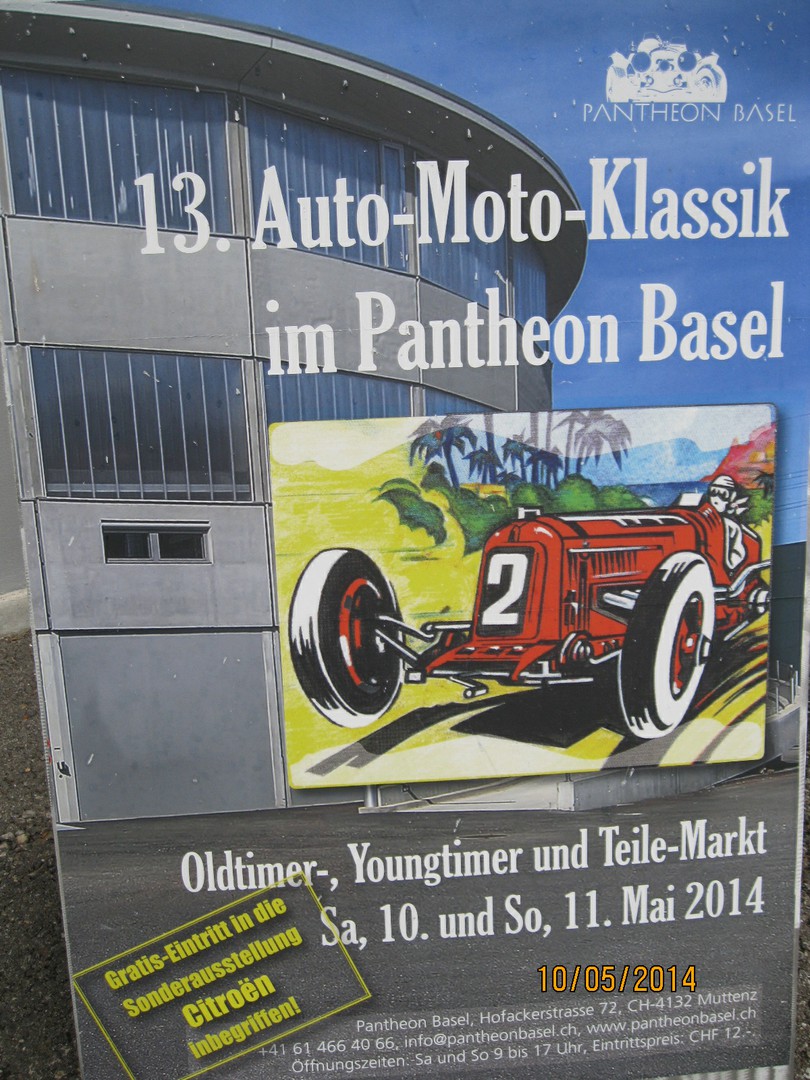 PANTHEON BASEL
13. Auto-Moto-Klassik
im Pantheon Basel
2
Oldtimer-, Youngtimer und Teile-Markt
Sa, 10. und So, 11. Mai 2014
Gratis-Eintritt in die
Sonderausstellung
Citroën
inbegriffen!
10/05/2014
Pantheon Basel, Hofackerstrasse 72, CH-4132 Muttenz
+41 61 466 40 66, info@pantheonbasel.ch, www.pantheonbasel.ch
Öffnungszeiten: Sa und So 9 bis 17 Uhr, Eintrittspreis: CHF 12.-